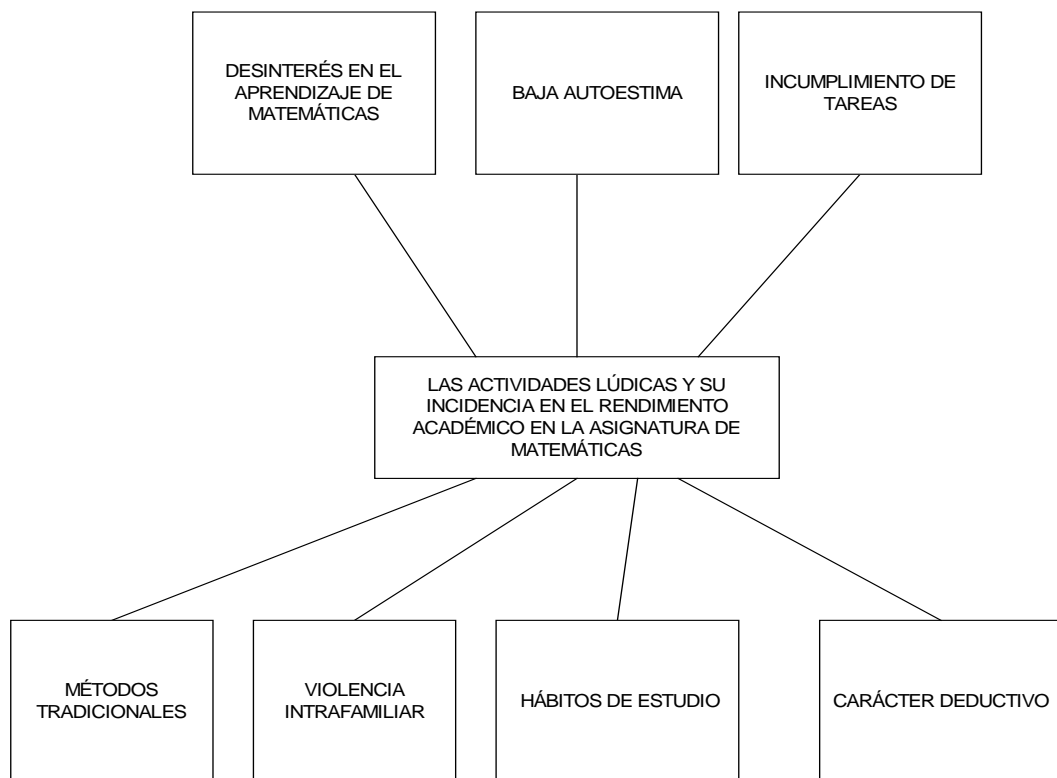 DESINTERÉS EN EL
APRENDIZAJE DE
MATEMÁTICAS
BAJA AUTOESTIMA
INCUMPLIMIENTO DE
TAREAS
LAS ACTIVIDADES LÚDICAS Y SU
INCIDENCIA EN EL RENDIMIENTO
ACADÉMICO EN LA ASIGNATURA DE
MATEMÁTICAS
MÉTODOS
TRADICIONALES
VIOLENCIA
INTRAFAMILIAR
HÁBITOS DE ESTUDIO
CARÁCTER DEDUCTIVO